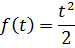 f(t) = t²/2